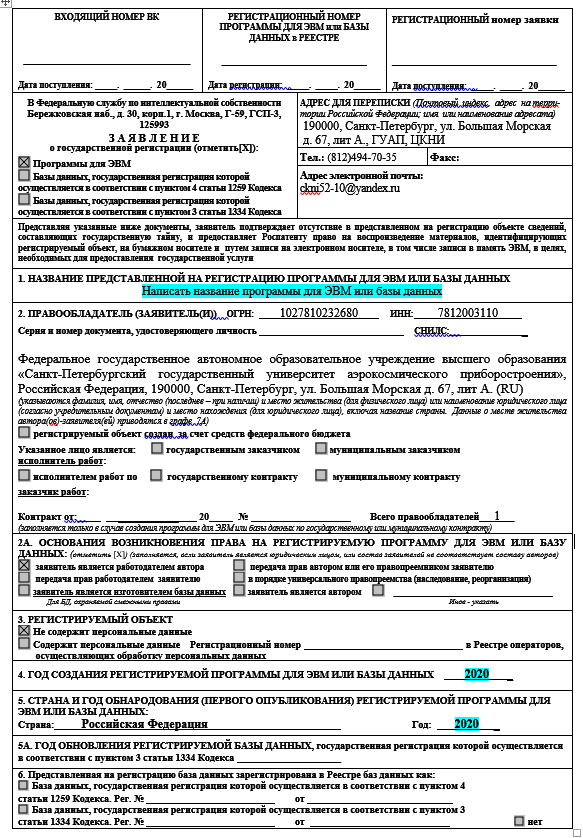 ВХОДЯЩИЙ НОМЕР ВК
Дата поступления: ____. ____. 20____
РЕГИСТРАЦИОННЫЙ НОМЕР
ПРОГРАММЫ ДЛЯ ЭВМ или БАЗЫ
ДАННЫХ в РЕЕСТРЕ
Дата регистрации: ____. ____. 20____
РЕГИСТРАЦИОННЫЙ номер заявки
Дата поступления: ____. ____. 20____
В Федеральную службу по интеллектуальной собственности
Бережковская наб., д. 30, корп.1, г. Москва, Г-59, ГСП-3,
125993
З А Я В Л Е Н И Е
о государственной регистрации (отметить[X]):
Программы для ЭВМ
Базы данных, государственная регистрация которой
осуществляется в соответствии с пунктом 4 статьи 1259 Кодекса
Базы данных, государственная регистрация которой
осуществляется в соответствии с пунктом 3 статьи 1334 Кодекса
АДРЕС ДЛЯ ПЕРЕПИСКИ (Почтовый индекс, адрес на терри-
тории Российской Федерации; имя или наименование адресата)
190000, Санкт-Петербург, ул. Большая Морская
д. 67, лит А., ГУАП, ЦКНИ
Тел.: (812)494-70-35 Факс:
Адрес электронной почты:
ckni52-10@yandex.ru
Представляя указанные ниже документы, заявитель подтверждает отсутствие в представленном на регистрацию объекте сведений,
составляющих государственную тайну, и предоставляет Роспатенту право на воспроизведение материалов, идентифицирующих
регистрируемый объект, на бумажном носителе и путем записи на электронном носителе, в том числе записи в память ЭВМ, в целях,
необходимых для предоставления государственной услуги
1. НАЗВАНИЕ ПРЕДСТАВЛЕННОЙ НА РЕГИСТРАЦИЮ ПРОГРАММЫ ДЛЯ ЭВМ ИЛИ БАЗЫ ДАННЫХ
Написать название программы для ЭВМ или базы данных
2. ПРАВООБЛАДАТЕЛЬ (ЗАЯВИТЕЛЬ(И)) ОГРН: 1027810232680 ИНН: 7812003110
Серия и номер документа, удостоверяющего личность ____ СНИЛС: ____
Федеральное государственное автономное образовательное учреждение высшего образования
«Санкт-Петербургский государственный университет аэрокосмического приборостроения»,
Российская Федерация, 190000, Санкт-Петербург, ул. Большая Морская д. 67, лит А. (RU)
(указываются фамилия, имя, отчество (последнее – при наличии) и место жительства (для физического лица) или наименование юридического лица
(согласно учредительным документам) и место нахождения (для юридического лица), включая название страны. Данные о месте жительства
автора(ов)-заявителя(ей) приводятся в графе 7А)
регистрируемый объект создан за счет средств федерального бюджета
Указанное лицо является: государственным заказчиком муниципальным заказчиком
исполнитель работ:
исполнителем работ по государственному контракту муниципальному контракту
заказчик работ:
Контракт от: ____ 20 № Всего правообладателей 1
(заполняется только в случае создания программы для ЭВМ или базы данных по государственному или муниципальному контракту)
2А. ОСНОВАНИЯ ВОЗНИКНОВЕНИЯ ПРАВА НА РЕГИСТРИРУЕМУЮ ПРОГРАММУ ДЛЯ ЭВМ ИЛИ БАЗУ
ДАННЫХ: (отметить [X]) (заполняется, если заявитель является юридическим лицом, или состав заявителей не соответствует составу авторов)
заявитель является работодателем автора передача прав автором или его правопреемником заявителю
передача прав работодателем заявителю в порядке универсального правопреемства (наследование, реорганизация)
заявитель является изготовителем базы данных заявитель является автором
Для БД, охраняемой смежными правами Иное - указать
3. РЕГИСТРИРУЕМЫЙ ОБЪЕКТ
Не содержит персональные данные
Содержит персональные данные Регистрационный номер ____ в Реестре операторов,
осуществляющих обработку персональных данных
4. ГОД СОЗДАНИЯ РЕГИСТРИРУЕМОЙ ПРОГРАММЫ ДЛЯ ЭВМ ИЛИ БАЗЫ ДАННЫХ 2020
5. СТРАНА И ГОД ОБНАРОДОВАНИЯ (ПЕРВОГО ОПУБЛИКОВАНИЯ) РЕГИСТРИРУЕМОЙ ПРОГРАММЫ ДЛЯ
ЭВМ ИЛИ БАЗЫ ДАННЫХ:
Страна: Российская Федерация Год: 2020
5А. ГОД ОБНОВЛЕНИЯ РЕГИСТРИРУЕМОЙ БАЗЫ ДАННЫХ, государственная регистрация которой осуществляется
в соответствии с пунктом 3 статьи 1334 Кодекса ____
6. Представленная на регистрацию база данных зарегистрирована в Реестре баз данных как:
База данных, государственная регистрация которой осуществляется в соответствии с пунктом 4
статьи 1259 Кодекса. Рег. № ____ от ____
База данных, государственная регистрация которой осуществляется в соответствии с пунктом 3
статьи 1334 Кодекса. Рег. № ____ от ____ нет